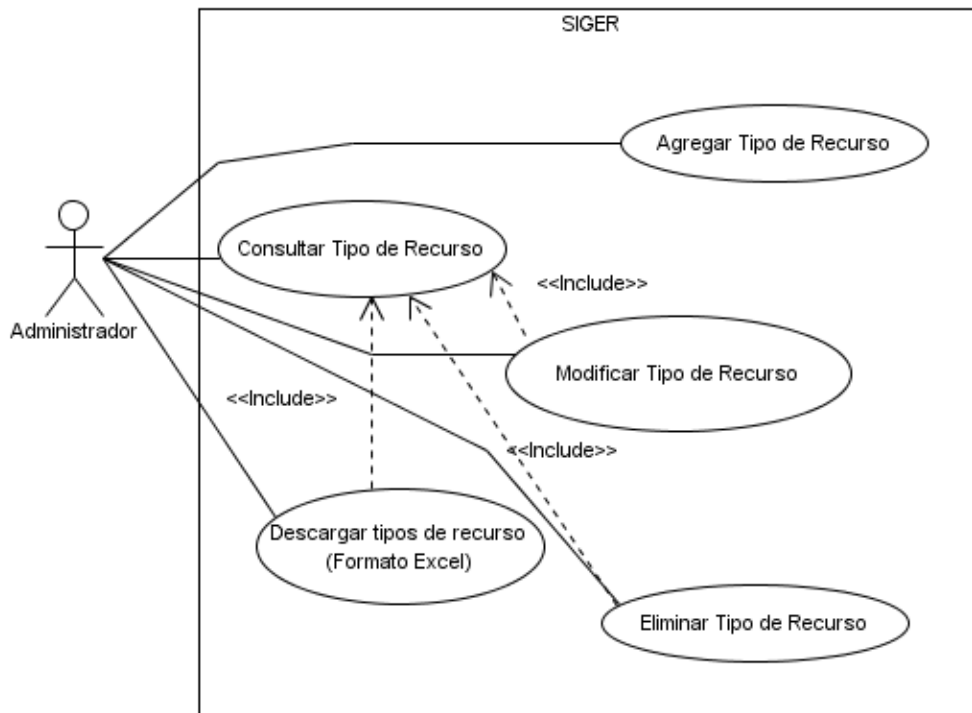 SIGER
Agregar Tipo de Recurso
Consultar Tipo de Recurso
<<Include>>
Administrador
Modificar Tipo de Recurso
<<Include>>
<<Include>>
Descargar tipos de recurso
(Formato Excel)
Eliminar Tipo de Recurso